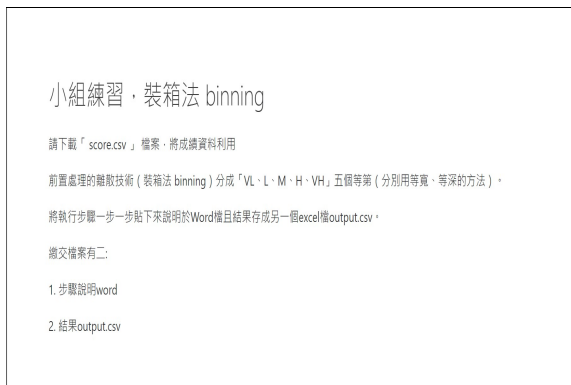 小組練習，裝箱法 binning
請下載「 score.csv 」 檔案，將成績資料利用
前置處理的離散技術 ( 裝箱法 binning ) 分成「VL、L、M、H、VH」五個等第 ( 分別用等寬、等深的方法 ) 。
將執行步驟一步一步貼下來說明於Word檔且結果存成另一個excel檔output.csv。
繳交檔案有二:
1. 步驟說明word
2. 結果output.csv